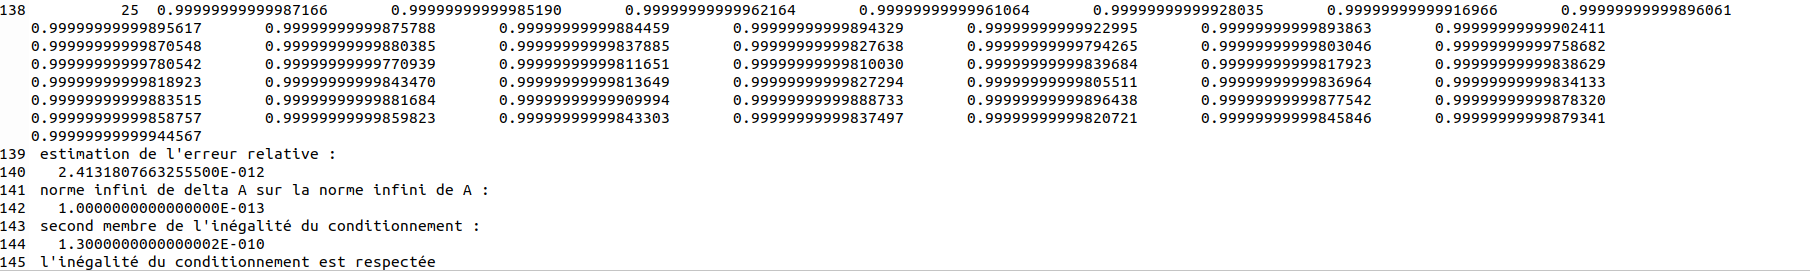 138 25 0.99999999999987166 0.99999999999985190 0.99999999999962164 0.99999999999961064 0.99999999999928035 0.99999999999916966 0.99999999999896061
0.99999999999895617 0.99999999999875788 0.99999999999884459 0.99999999999894329 0.99999999999922995 0.99999999999893863 0.99999999999902411
0.99999999999870548 0.99999999999880385 0.99999999999837885 0.99999999999827638 0.99999999999794265 0.99999999999803046 0.99999999999758682
0.99999999999780542 0.99999999999770939 0.99999999999811651 0.99999999999810030 0.99999999999839684 0.99999999999817923 0.99999999999838629
0.99999999999818923 0.99999999999843470 0.99999999999813649 0.99999999999827294 0.99999999999805511 0.99999999999836964 0.99999999999834133
0.99999999999883515 0.99999999999881684 0.99999999999909994 0.99999999999888733 0.99999999999896438 0.99999999999877542 0.99999999999878320
0.99999999999858757 0.99999999999859823 0.99999999999843303 0.99999999999837497 0.99999999999820721 0.99999999999845846 0.99999999999879341
0.99999999999944567
139 estimation de l'erreur relative :
140 2.4131807663255500E-012
141 norme infini de delta A sur la norme infini de A :
142 1.0000000000000000E-013
143 second membre de l'inégalité du conditionnement :
144 1.3000000000000002E-010
145 l'inégalité du conditionnement est respectée